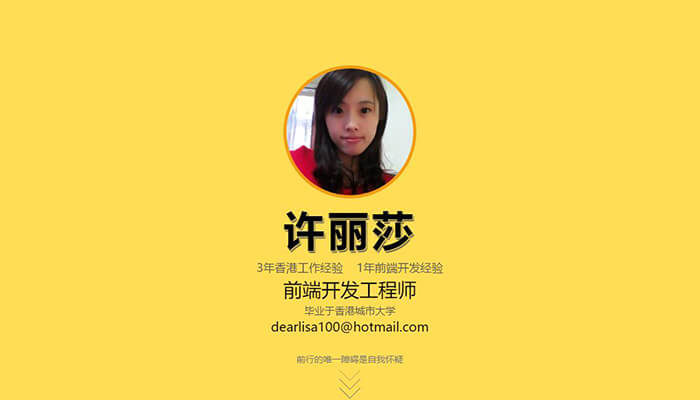 许丽莎
3年香港工作经验 1年前端开发经验
前端开发工程师
毕业于香港城市大学
dearlisa100@hotmail.com
前行的唯一障碍是自我怀疑